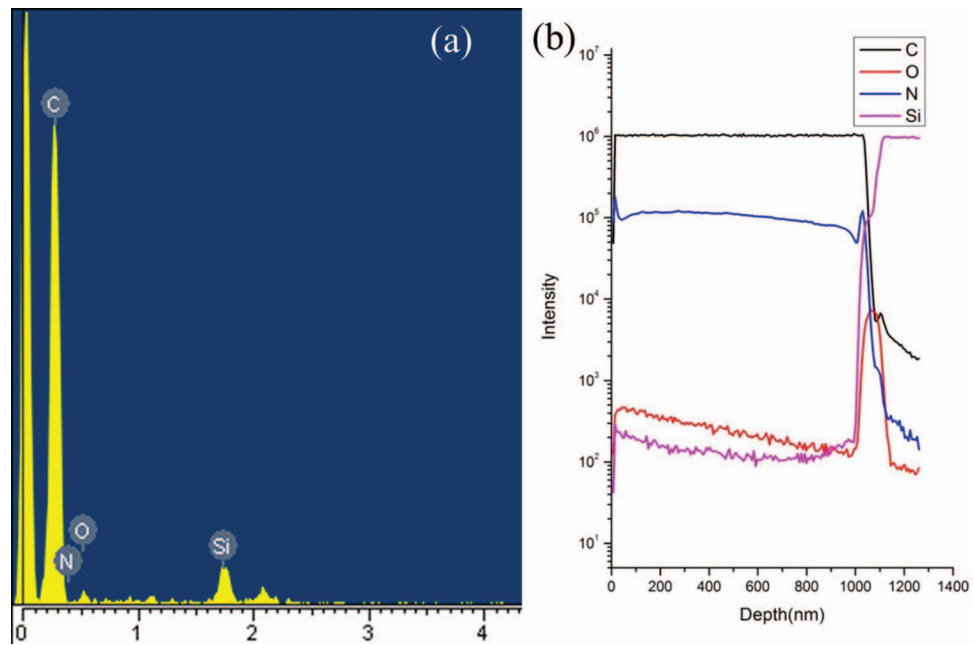 (a)
C
O
N
Si
0 1 2 3 4
(b)
C
O
N
Si
10⁷
10⁶
10⁵
10⁴
10³
10²
10¹
Intensity
0 200 400 600 800 1000 1200 1400
Depth(nm)